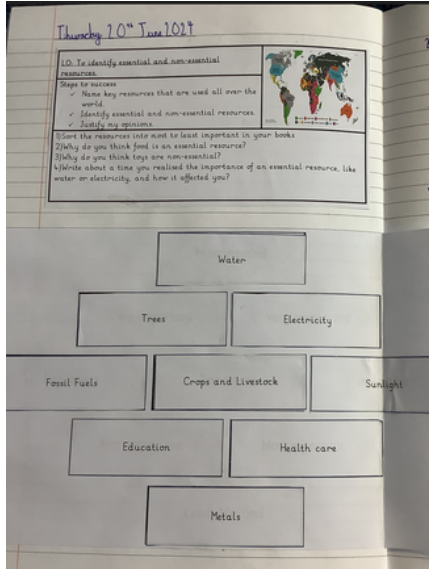 Thursday 20th June 2024
LO: To identify essential and non-essential
resources.
Steps to success
✓ Name key resources that are used all over the
world.
✓ Identify essential and non-essential resources.
✓ Justify my opinions.
1)Sort the resources into most to least important in your books
2)Why do you think food is an essential resource?
3)Why do you think toys are non-essential?
4)Write about a time you realised the importance of an essential resource, like
water or electricity, and how it affected you?
Water
Trees Electricity
Fossil Fuels Crops and Livestock Sunlight
Education Health care
Metals